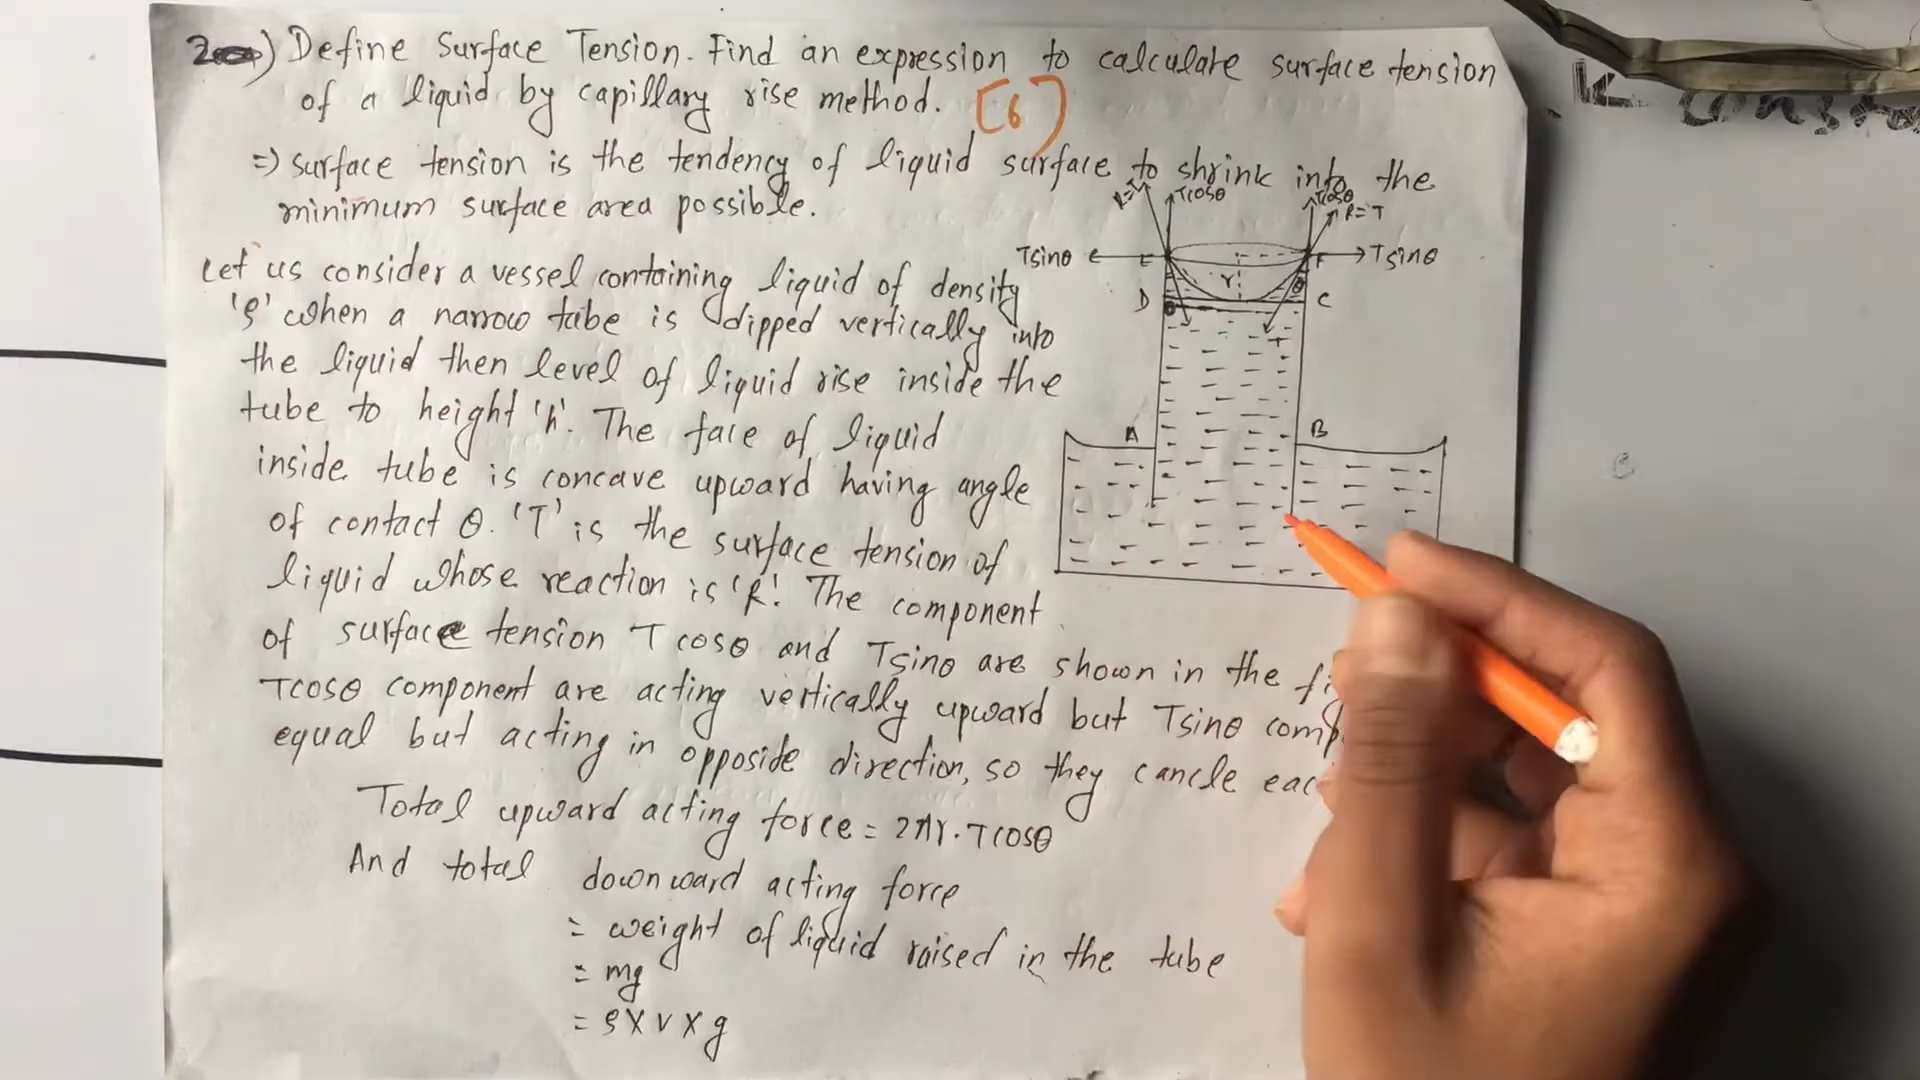 2) Define Surface Tension. Find an expression to calculate surface tension
of a liquid by capillary rise method. [6]
=> surface tension is the tendency of liquid surface to shrink into the
minimum surface area possible.
R=T Tcosθ Tcosθ R=T
Tsinθ E F Tsinθ
r θ
D C
θ T
A B
Let us consider a vessel containing liquid of density
'ρ' when a narrow tube is dipped vertically into
the liquid then level of liquid rise inside the
tube to height 'h'. The face of liquid
inside tube is concave upward having angle
of contact θ. 'T' is the surface tension of
liquid whose reaction is 'R'. The component
of surface tension Tcosθ and Tsinθ are shown in the
Tcosθ component are acting vertically upward but Tsinθ
equal but acting in opposide direction, so they cancle
Total upward acting force = 2πr.Tcosθ
And total downward acting force
= weight of liquid raised in the tube
= mg
= ρ×v×g
K